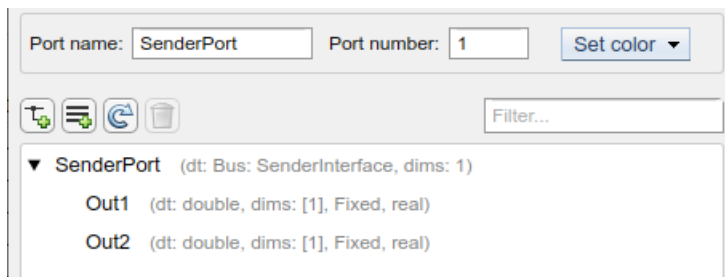 Port name: SenderPort Port number: 1 Set color
Filter...
SenderPort (dt: Bus: SenderInterface, dims: 1)
Out1 (dt: double, dims: [1], Fixed, real)
Out2 (dt: double, dims: [1], Fixed, real)